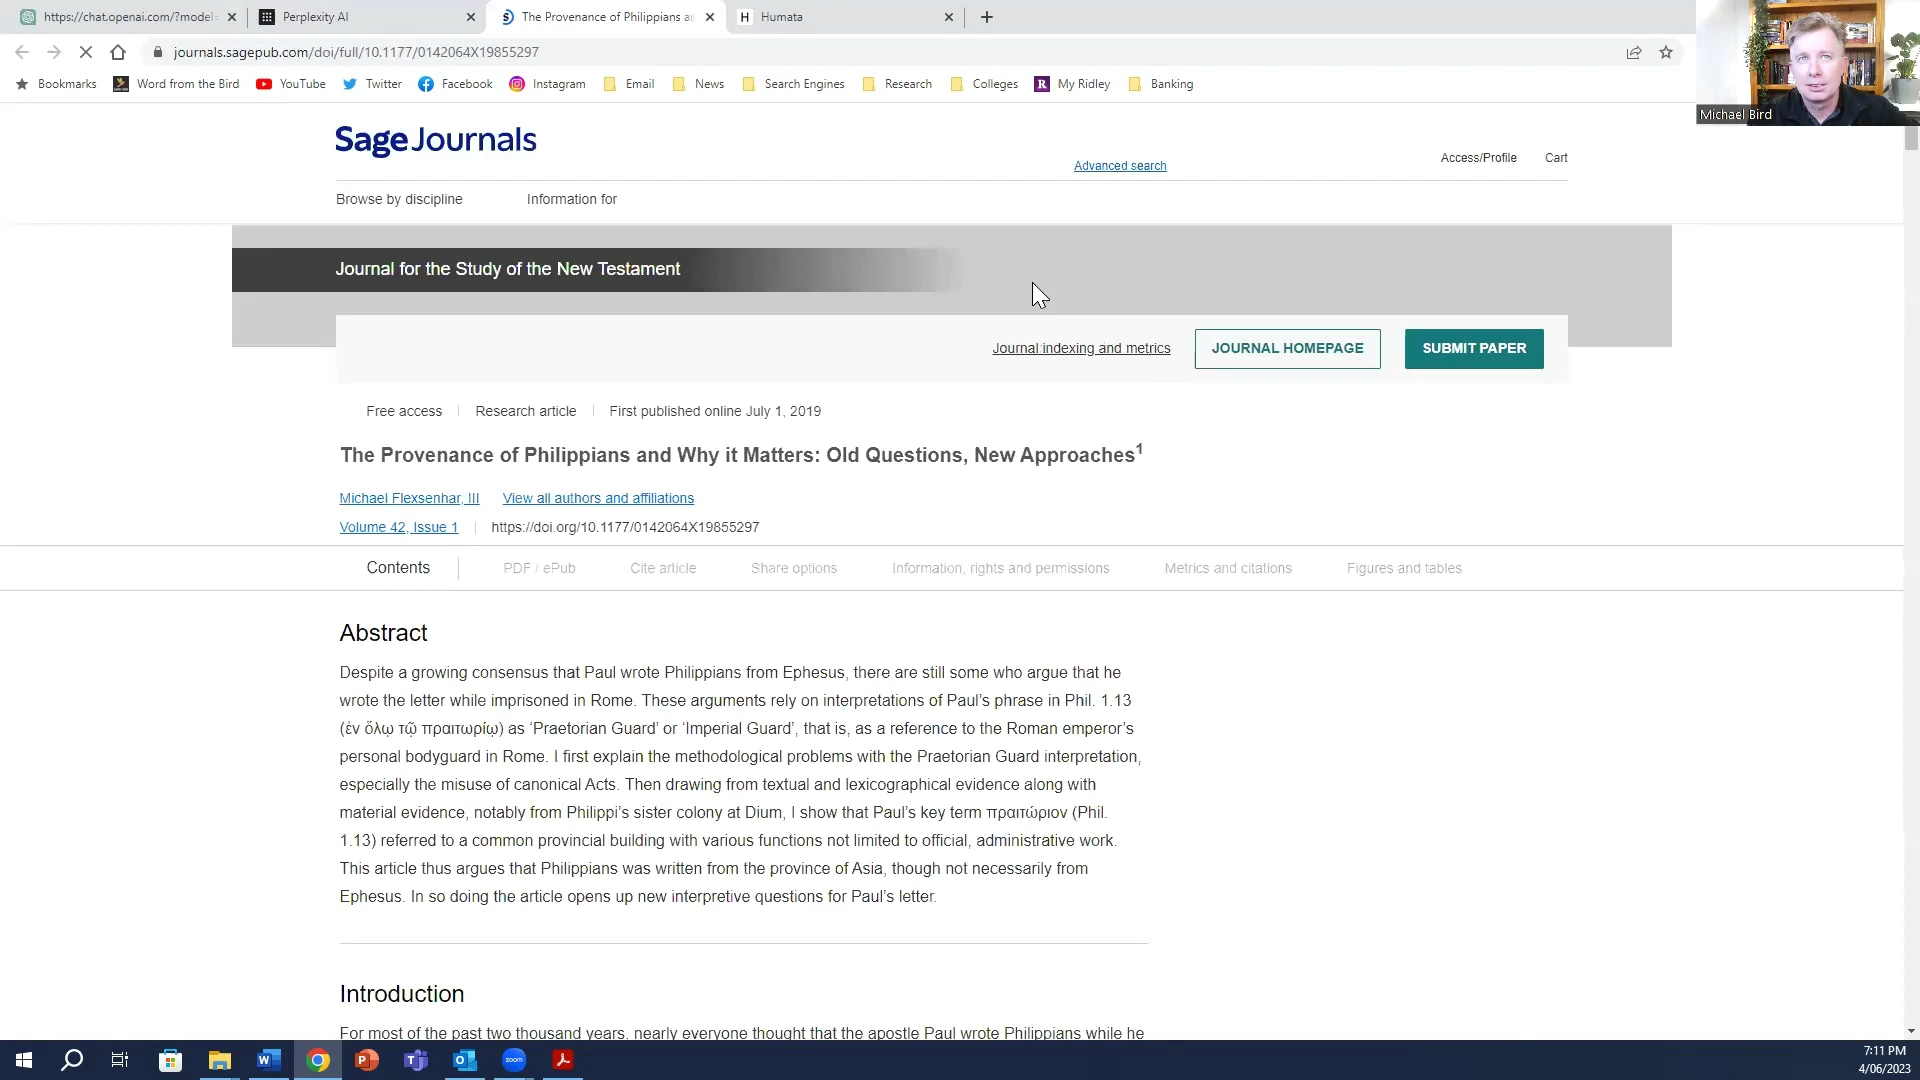 https://chat.openai.com/?model=
Perplexity AI
The Provenance of Philippians an
H Humata
journals.sagepub.com/doi/full/10.1177/0142064X19855297
Bookmarks Word from the Bird YouTube Twitter Facebook Instagram Email News Search Engines Research Colleges R My Ridley Banking
Michael Bird
Sage Journals
Advanced search
Access/Profile Cart
Browse by discipline Information for
Journal for the Study of the New Testament
Journal indexing and metrics JOURNAL HOMEPAGE SUBMIT PAPER
Free access Research article First published online July 1, 2019
The Provenance of Philippians and Why it Matters: Old Questions, New Approaches1
Michael Flexsenhar, III View all authors and affiliations
Volume 42, Issue 1 https://doi.org/10.1177/0142064X19855297
Contents PDF / ePub Cite article Share options Information, rights and permissions Metrics and citations Figures and tables
Abstract
Despite a growing consensus that Paul wrote Philippians from Ephesus, there are still some who argue that he
wrote the letter while imprisoned in Rome. These arguments rely on interpretations of Paul’s phrase in Phil. 1.13
(ἐν ὅλῳ τῷ πραιτωρίῳ) as ‘Praetorian Guard’ or ‘Imperial Guard’, that is, as a reference to the Roman emperor’s
personal bodyguard in Rome. I first explain the methodological problems with the Praetorian Guard interpretation,
especially the misuse of canonical Acts. Then drawing from textual and lexicographical evidence along with
material evidence, notably from Philippi’s sister colony at Dium, I show that Paul’s key term πραιτώριον (Phil.
1.13) referred to a common provincial building with various functions not limited to official, administrative work.
This article thus argues that Philippians was written from the province of Asia, though not necessarily from
Ephesus. In so doing the article opens up new interpretive questions for Paul’s letter.
Introduction
For most of the past two thousand years, nearly everyone thought that the apostle Paul wrote Philippians while he
zoom
7:11 PM
4/06/2023